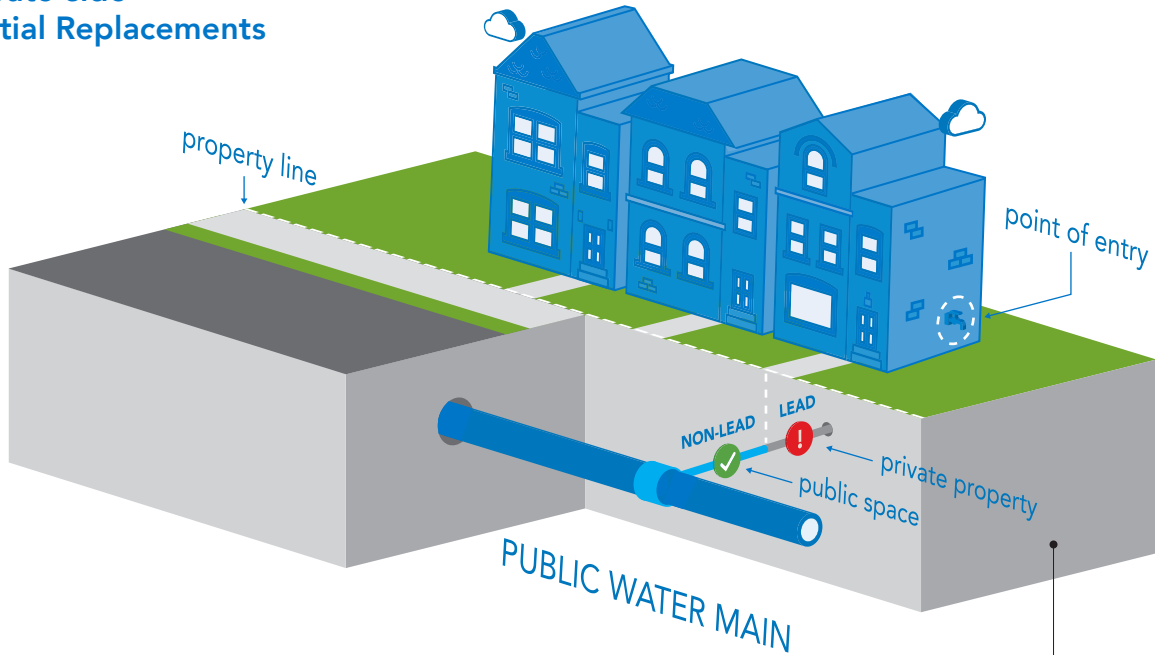 tial Replacements
property line
point of entry
LEAD
NON-LEAD
private property
public space
PUBLIC WATER MAIN